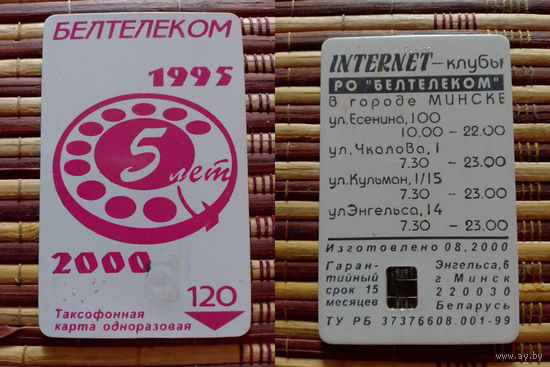 БЕЛТЕЛЕКОМ
1995
5 лет
2000
120
Таксофонная
карта одноразовая
INTERNET-клубы
РО "БЕЛТЕЛЕКОМ"
в городе МИНСКЕ
ул.Есенина,100
10.00 – 22.00
ул.Чкалова,1
7.30 – 23.00
ул.Кульман,1/15
7.30 – 23.00
ул.Энгельса,14
7.30 – 23.00
Изготовлено 08.2000
Гаран-
тийный
срок 15
месяцев
Энгельса,6
г. Минск
220030
Беларусь
ТУ РБ 37376608.001-99
www.ay.by